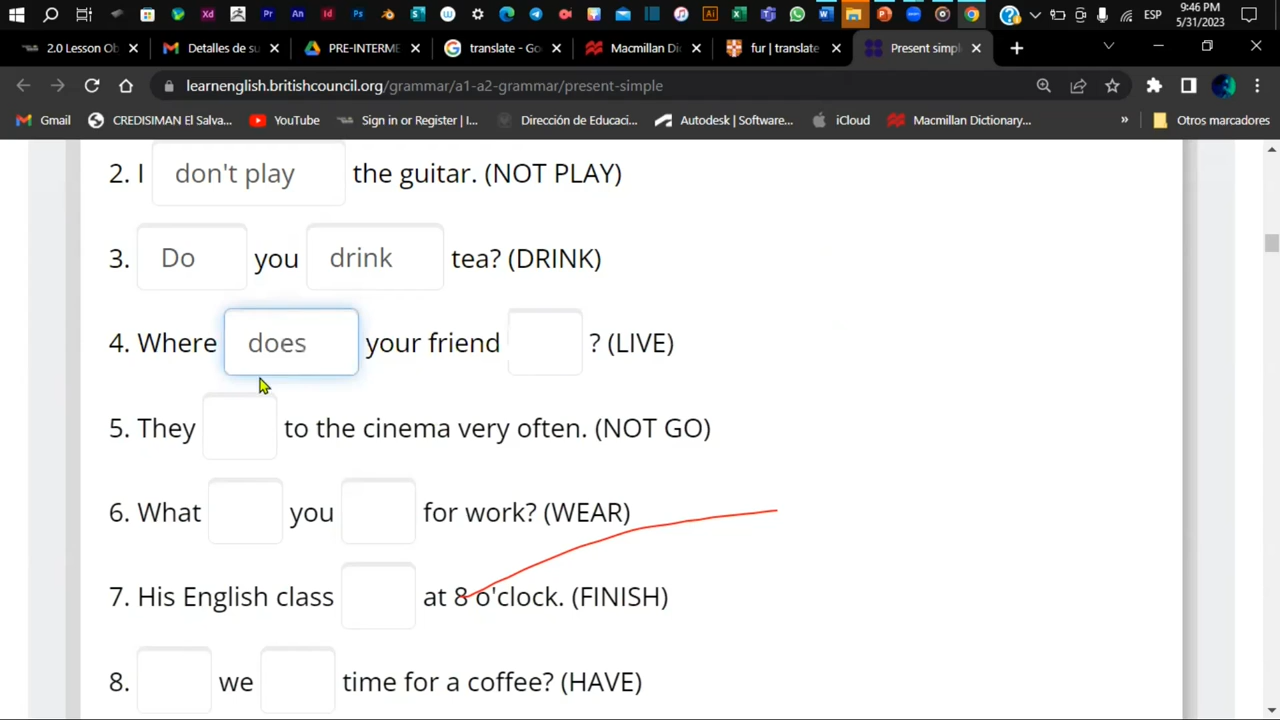 9:46 PM
ESP
5/31/2023
2.0 Lesson Ob
Detalles de su
PRE-INTERME
translate - Go
Macmillan Di
fur | translate
Present simpl
learnenglish.britishcouncil.org/grammar/a1-a2-grammar/present-simple
Gmail
CREDISIMAN El Salva...
YouTube
Sign in or Register | I...
Dirección de Educaci...
Autodesk | Software...
iCloud
Macmillan Dictionary...
»
Otros marcadores
2. I don't play the guitar. (NOT PLAY)
3. Do you drink tea? (DRINK)
4. Where does your friend ? (LIVE)
5. They to the cinema very often. (NOT GO)
6. What you for work? (WEAR)
7. His English class at 8 o'clock. (FINISH)
8. we time for a coffee? (HAVE)